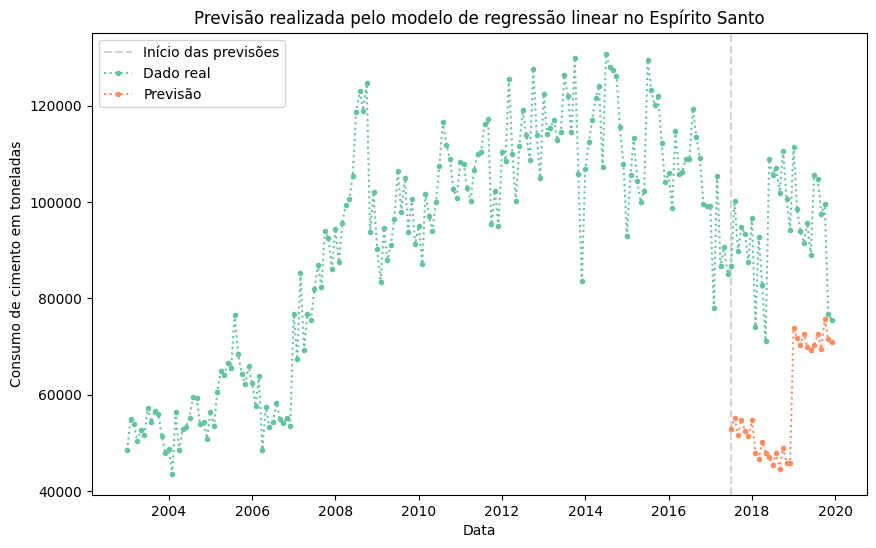 Previsão realizada pelo modelo de regressão linear no Espírito Santo
Início das previsões
Dado real
Previsão
Consumo de cimento em toneladas
120000
100000
80000
60000
40000
2004
2006
2008
2010
2012
2014
2016
2018
2020
Data